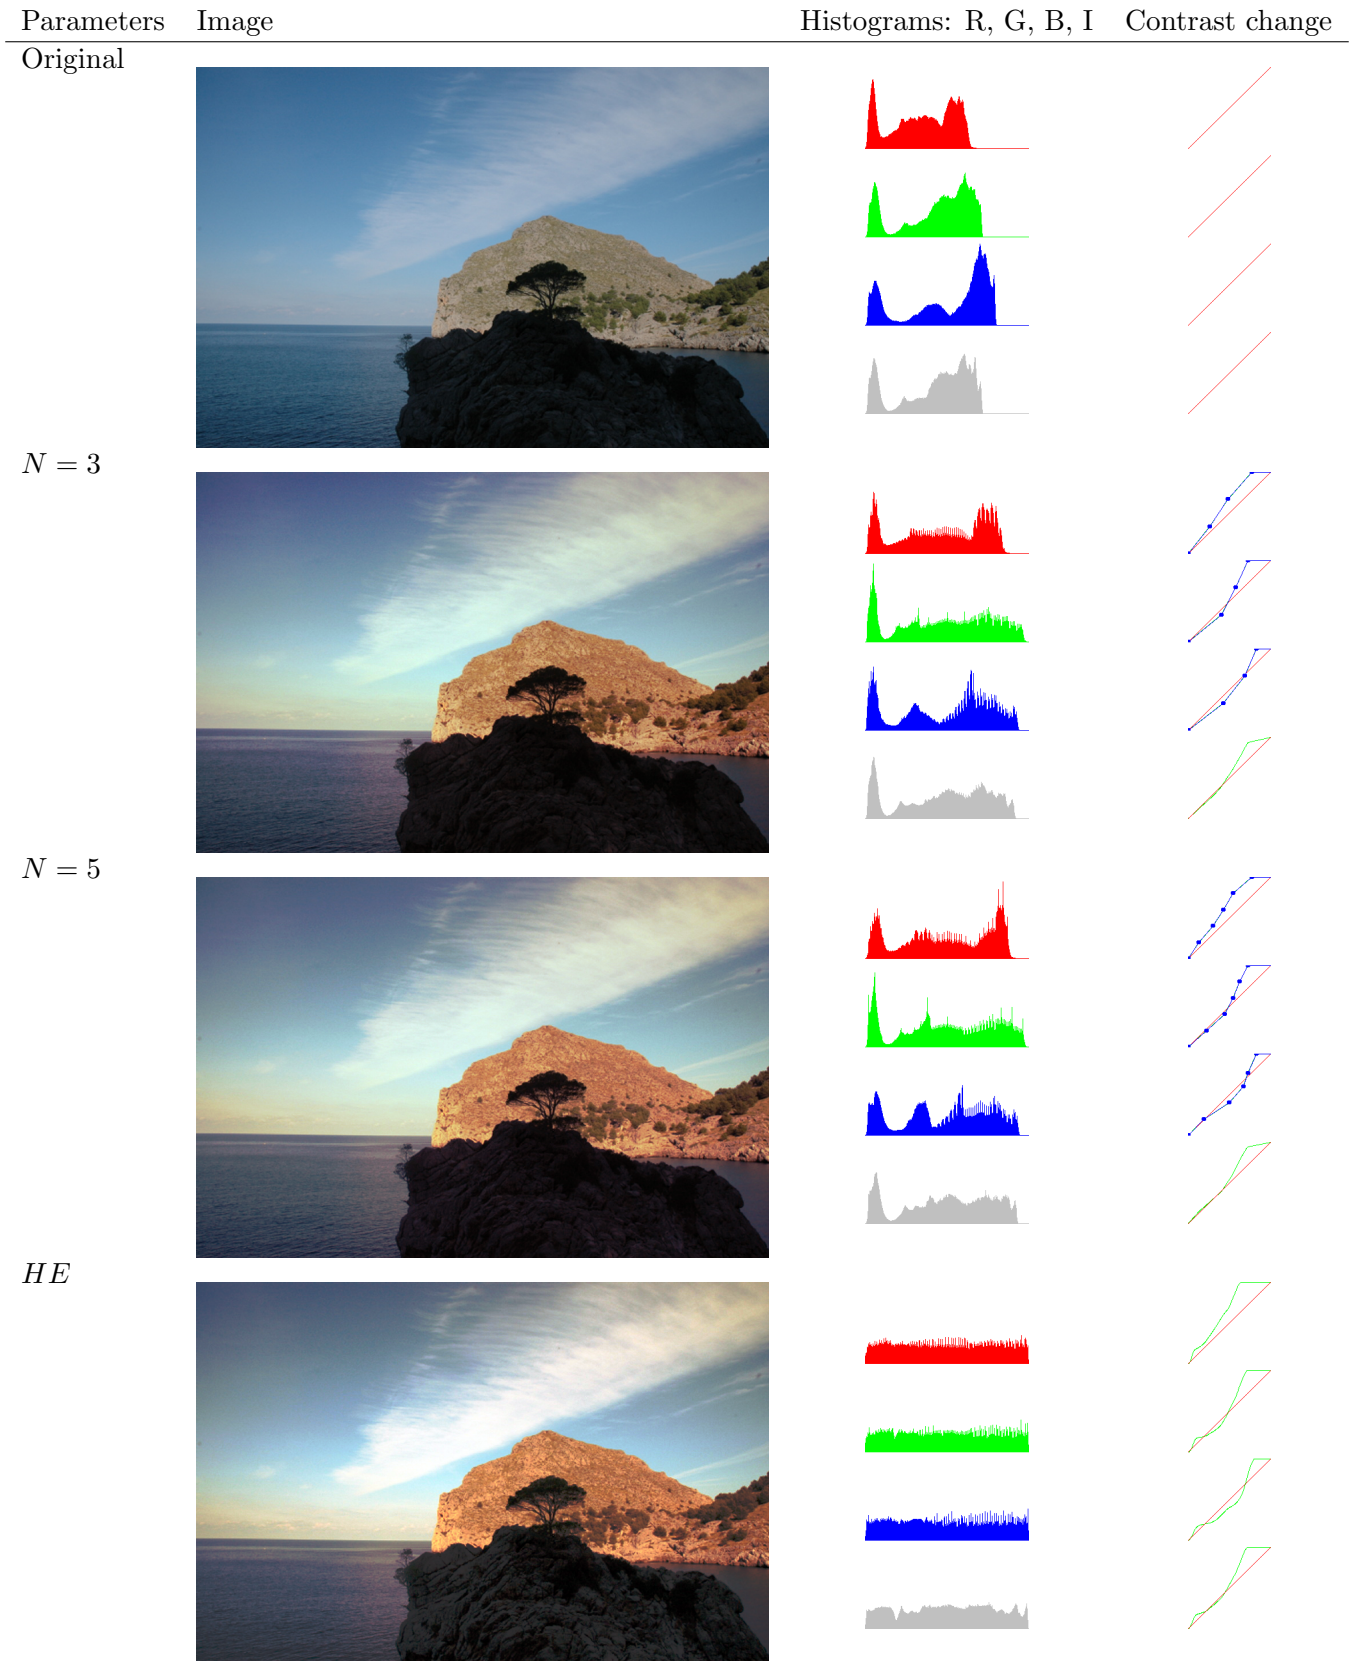 Parameters Image Histograms: R, G, B, I Contrast change
Original
N = 3
N = 5
HE